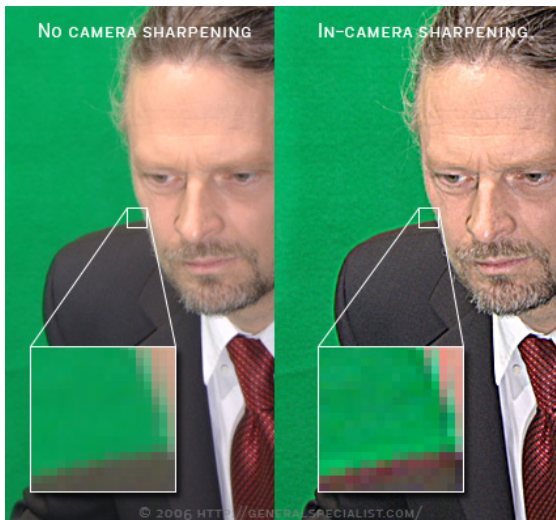 No camera sharpening
In-camera sharpening
© 2006 http://generalspecialist.com/